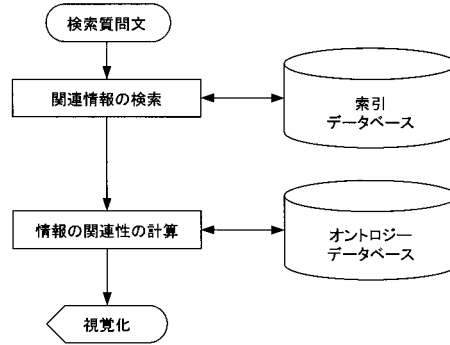 検索質問文
関連情報の検索
索引
データベース
情報の関連性の計算
オントロジー
データベース
視覚化